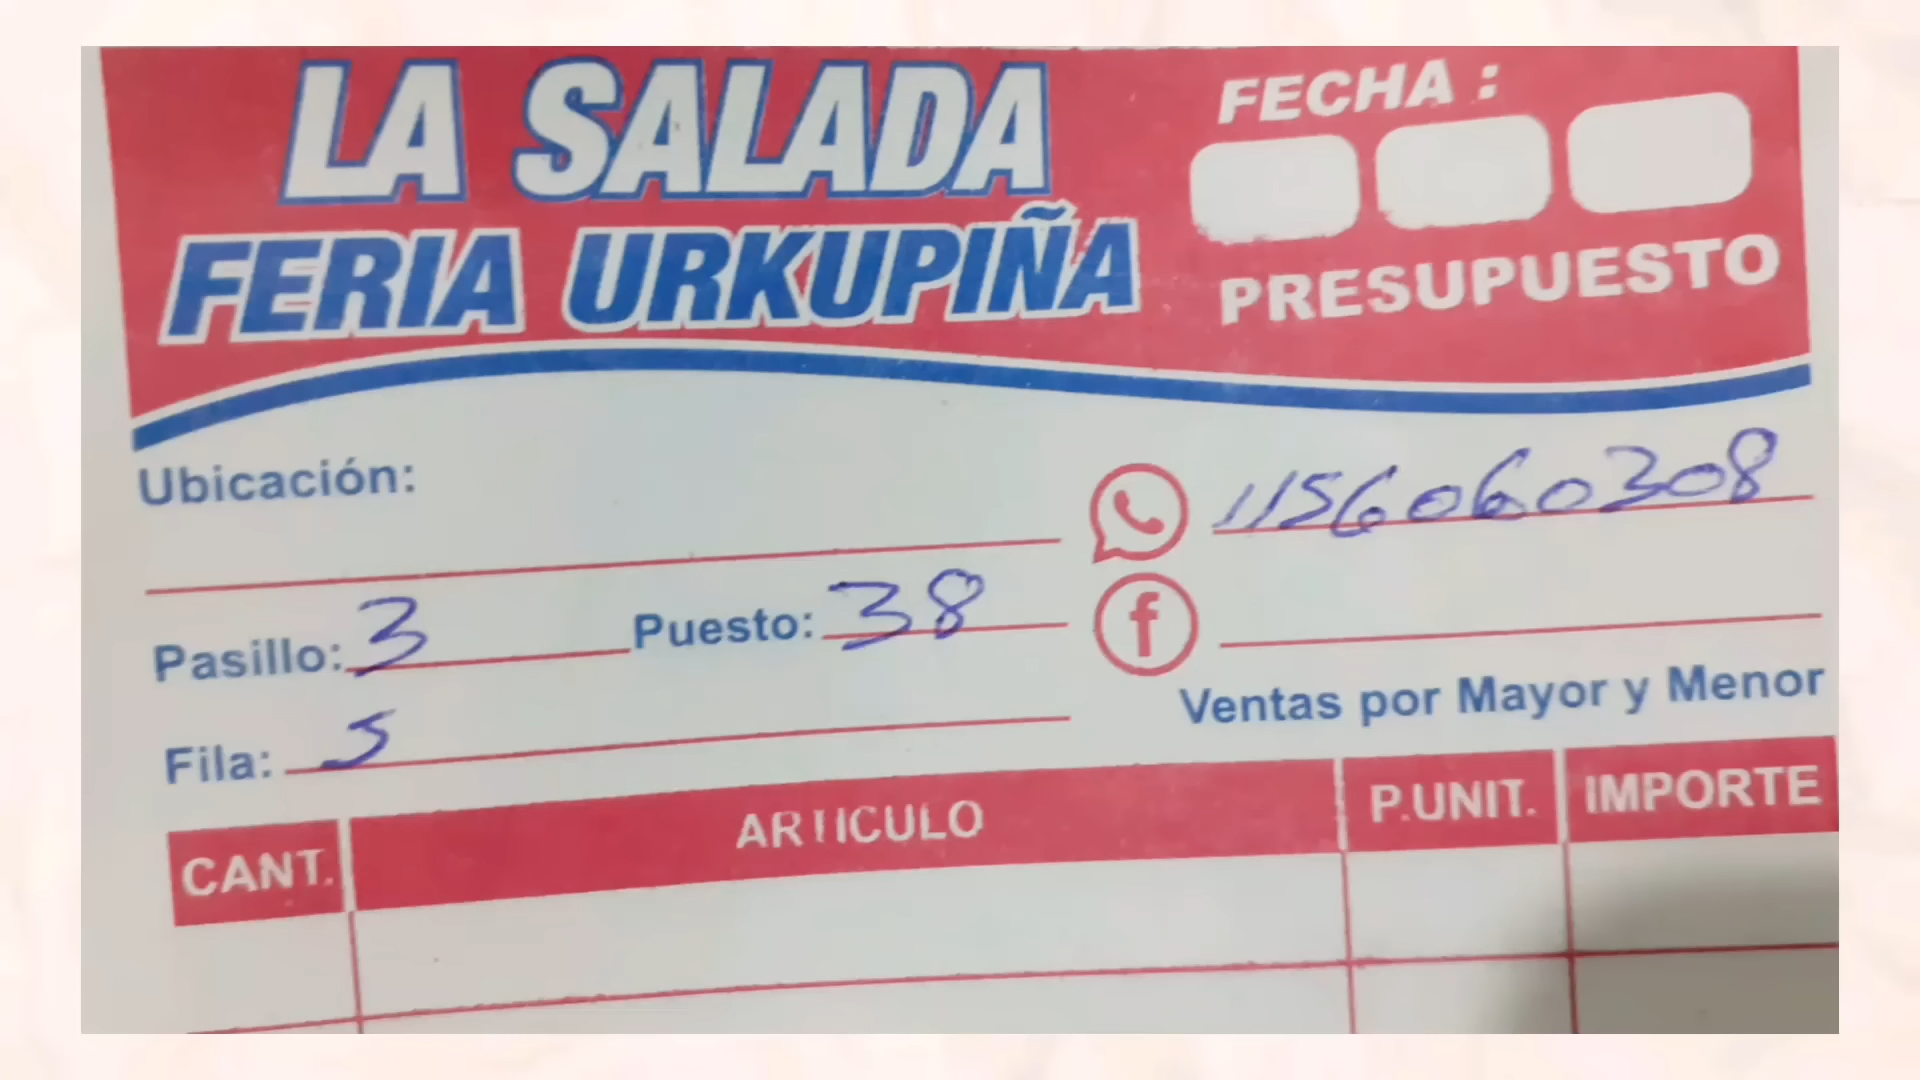 LA SALADA
FERIA URKUPIÑA
FECHA :
PRESUPUESTO
Ubicación:
1156060308
Pasillo: 3 Puesto: 38
Fila: 5
Ventas por Mayor y Menor
CANT. ARTICULO P.UNIT. IMPORTE